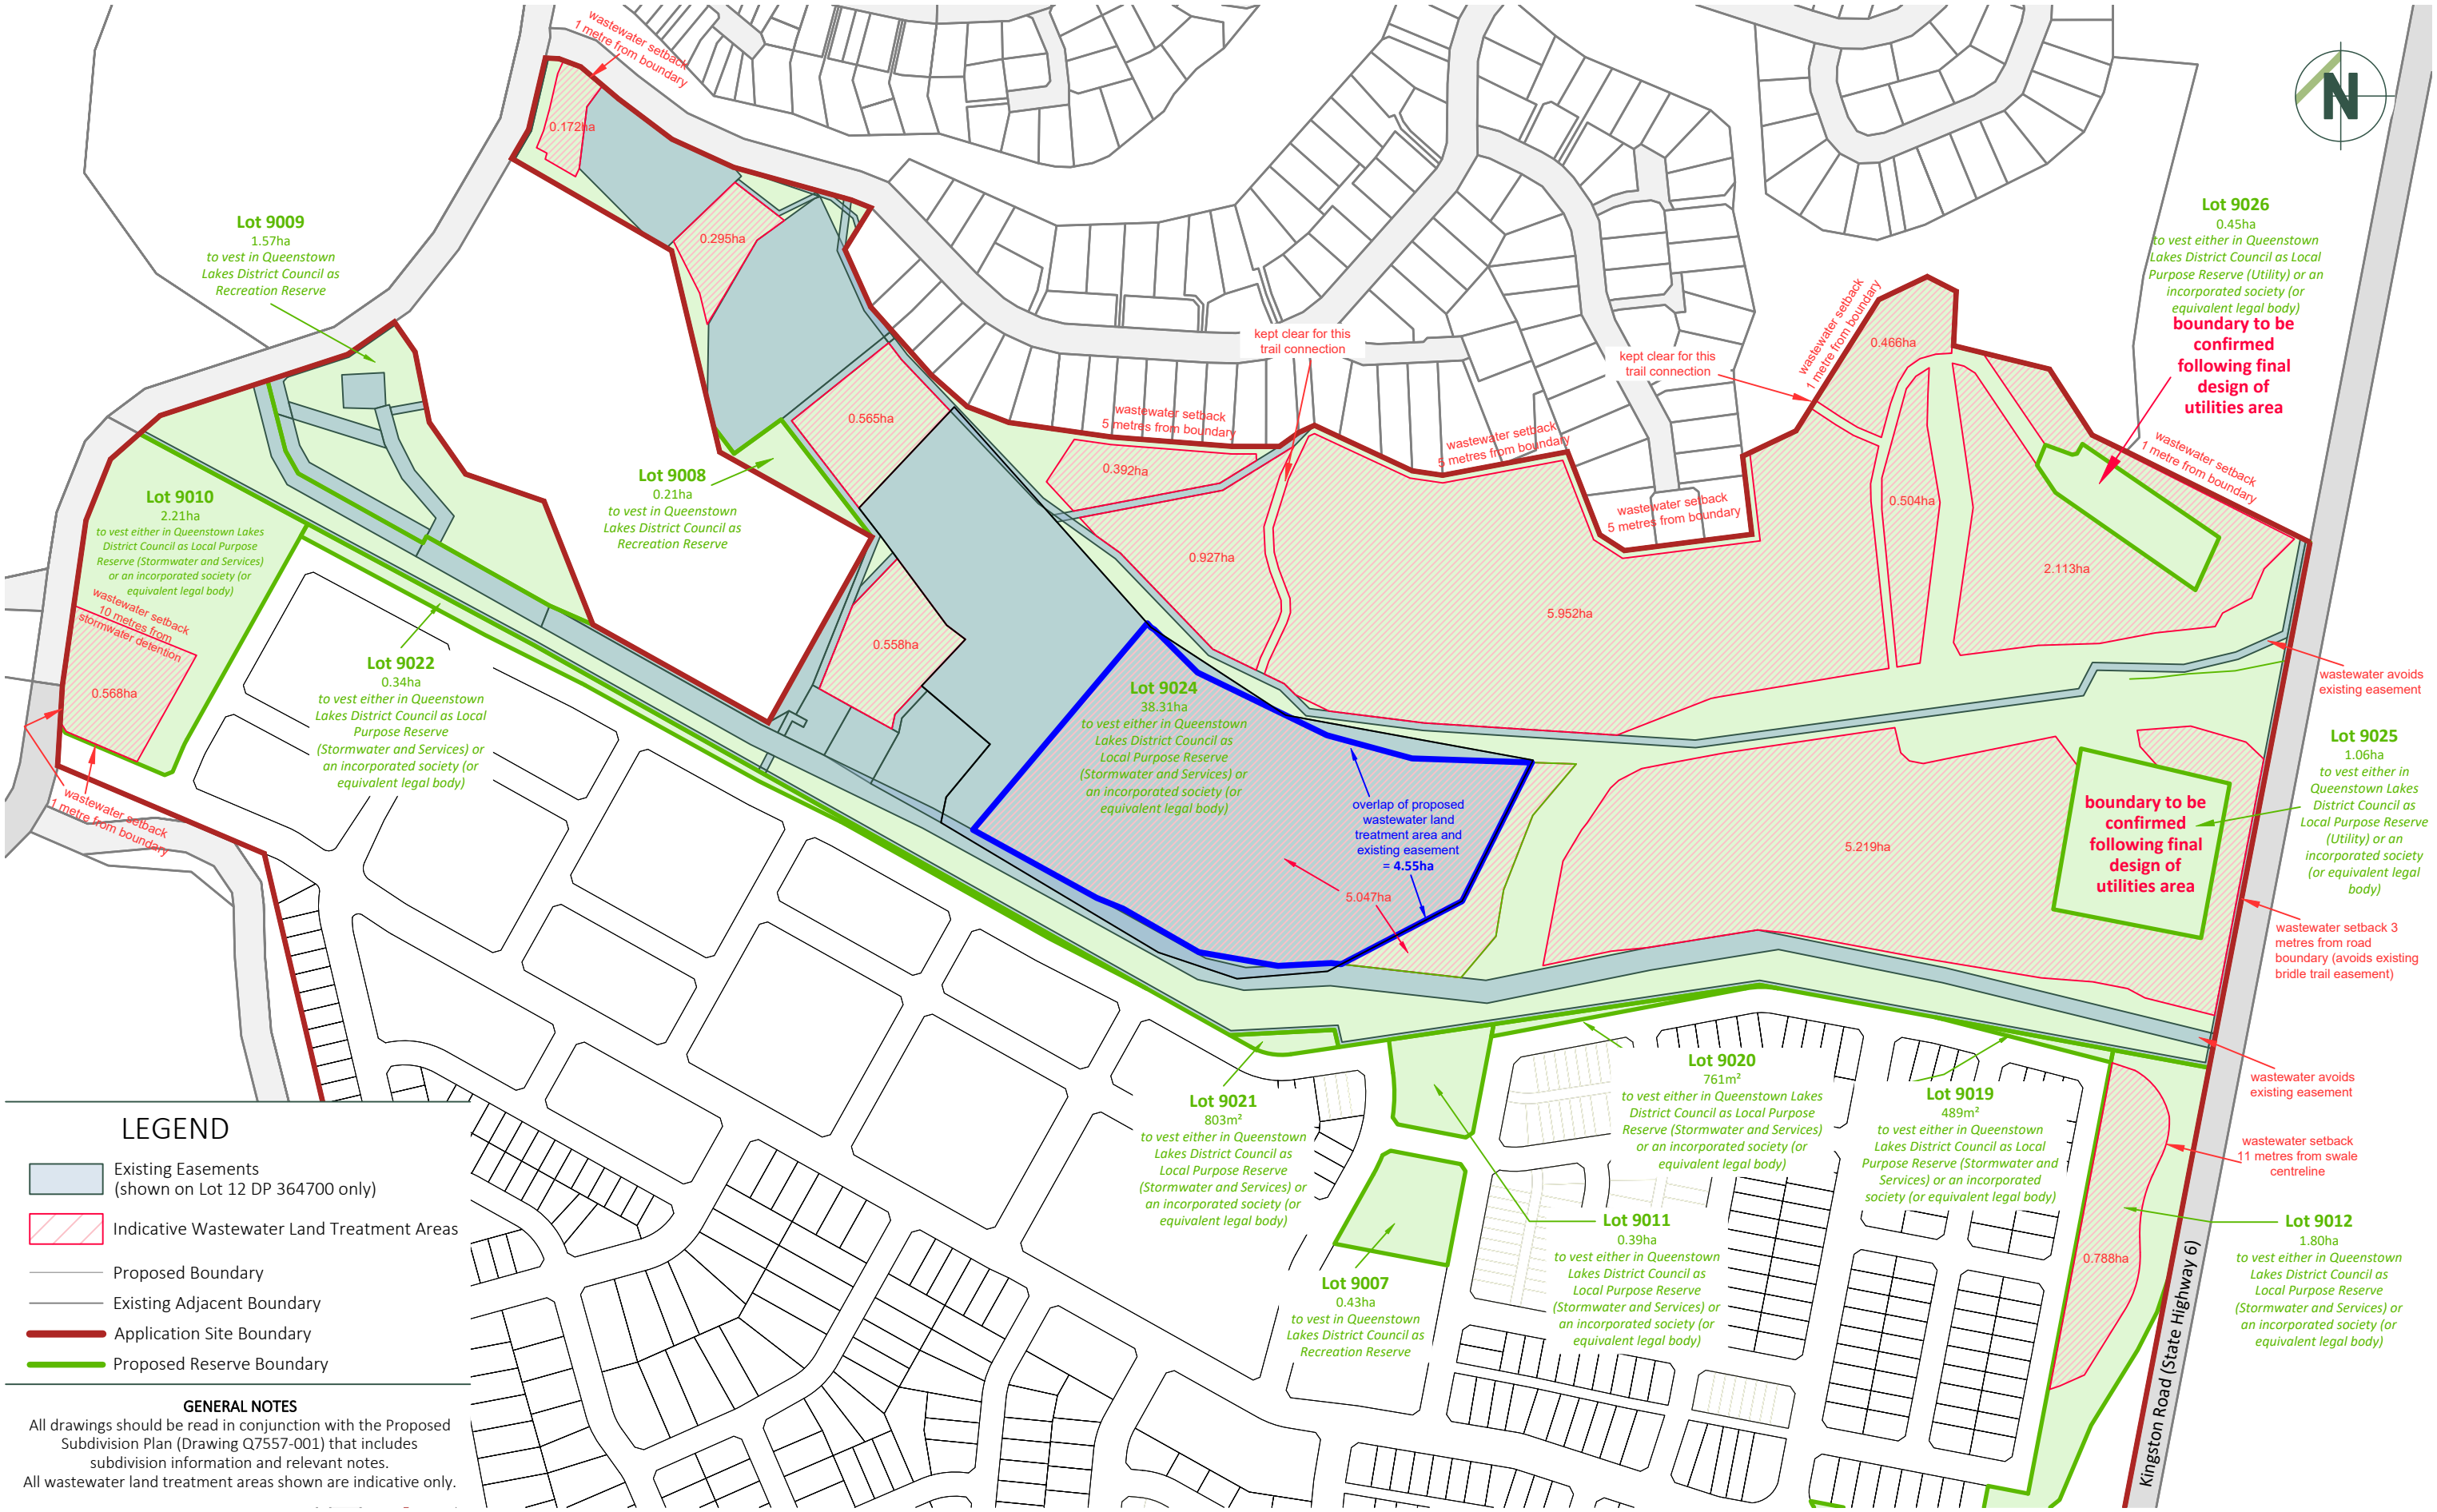 wastewater setback
1 metre from boundary
N
0.172ha
0.295ha
Lot 9009
1.57ha
to vest in Queenstown
Lakes District Council as
Recreation Reserve
Lot 9026
0.45ha
to vest either in Queenstown
Lakes District Council as Local
Purpose Reserve (Utility) or an
incorporated society (or
equivalent legal body)
boundary to be
confirmed
following final
design of
utilities area
wastewater setback
1 metre from boundary
0.466ha
kept clear for this
trail connection
kept clear for this
trail connection
0.565ha
wastewater setback
5 metres from boundary
wastewater setback
5 metres from boundary
wastewater setback
1 metre from boundary
0.392ha
Lot 9008
0.21ha
to vest in Queenstown
Lakes District Council as
Recreation Reserve
wastewater setback
5 metres from boundary
0.504ha
Lot 9010
2.21ha
to vest either in Queenstown Lakes
District Council as Local Purpose
Reserve (Stormwater and Services)
or an incorporated society (or
equivalent legal body)
wastewater setback
10 metres from
stormwater detention
0.568ha
0.927ha
2.113ha
5.952ha
0.558ha
Lot 9022
0.34ha
to vest either in Queenstown
Lakes District Council as Local
Purpose Reserve
(Stormwater and Services) or
an incorporated society (or
equivalent legal body)
Lot 9024
38.31ha
to vest either in Queenstown
Lakes District Council as
Local Purpose Reserve
(Stormwater and Services) or
an incorporated society (or
equivalent legal body)
wastewater avoids
existing easement
Lot 9025
1.06ha
to vest either in
Queenstown Lakes
District Council as
Local Purpose Reserve
(Utility) or an
incorporated society
(or equivalent legal
body)
boundary to be
confirmed
following final
design of
utilities area
wastewater setback
1 metre from boundary
overlap of proposed
wastewater land
treatment area and
existing easement
= 4.55ha
5.047ha
5.219ha
wastewater setback 3
metres from road
boundary (avoids existing
bridle trail easement)
wastewater avoids
existing easement
wastewater setback
11 metres from swale
centreline
Lot 9021
803m²
to vest either in Queenstown
Lakes District Council as
Local Purpose Reserve
(Stormwater and Services) or
an incorporated society (or
equivalent legal body)
Lot 9020
761m²
to vest either in Queenstown Lakes
District Council as Local Purpose
Reserve (Stormwater and Services)
or an incorporated society (or
equivalent legal body)
Lot 9019
489m²
to vest either in Queenstown
Lakes District Council as Local
Purpose Reserve (Stormwater and
Services) or an incorporated
society (or equivalent legal body)
Lot 9011
0.39ha
to vest either in Queenstown
Lakes District Council as
Local Purpose Reserve
(Stormwater and Services) or
an incorporated society (or
equivalent legal body)
Lot 9012
1.80ha
to vest either in Queenstown
Lakes District Council as
Local Purpose Reserve
(Stormwater and Services) or
an incorporated society (or
equivalent legal body)
0.788ha
Lot 9007
0.43ha
to vest in Queenstown
Lakes District Council as
Recreation Reserve
Kingston Road (State Highway 6)
LEGEND
Existing Easements
(shown on Lot 12 DP 364700 only)
Indicative Wastewater Land Treatment Areas
Proposed Boundary
Existing Adjacent Boundary
Application Site Boundary
Proposed Reserve Boundary
GENERAL NOTES
All drawings should be read in conjunction with the Proposed
Subdivision Plan (Drawing Q7557-001) that includes
subdivision information and relevant notes.
All wastewater land treatment areas shown are indicative only.